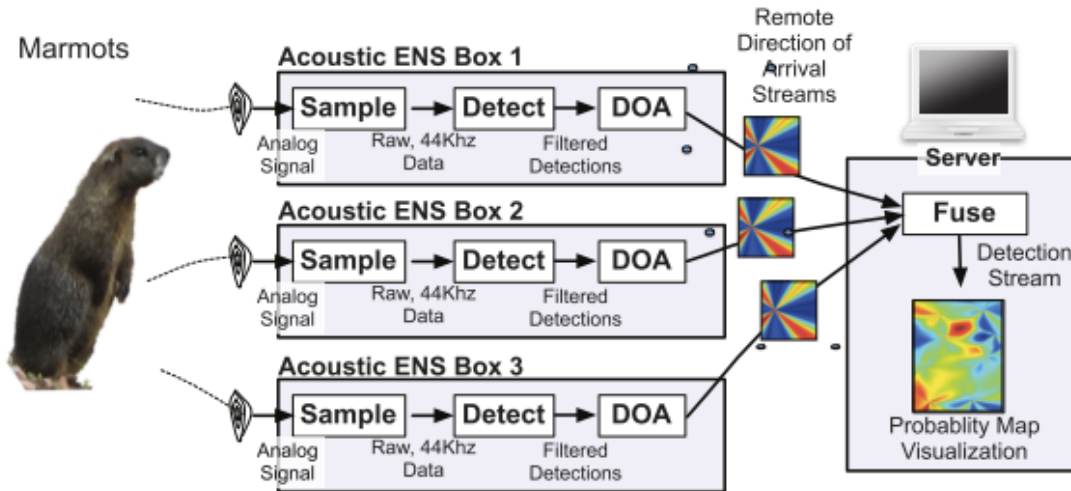 Marmots
Acoustic ENS Box 1
Sample
Detect
DOA
Analog
Signal
Raw, 44Khz
Data
Filtered
Detections
Acoustic ENS Box 2
Sample
Detect
DOA
Analog
Signal
Raw, 44Khz
Data
Filtered
Detections
Acoustic ENS Box 3
Sample
Detect
DOA
Analog
Signal
Raw, 44Khz
Data
Filtered
Detections
Remote
Direction of
Arrival
Streams
Server
Fuse
Detection
Stream
Probablity Map
Visualization